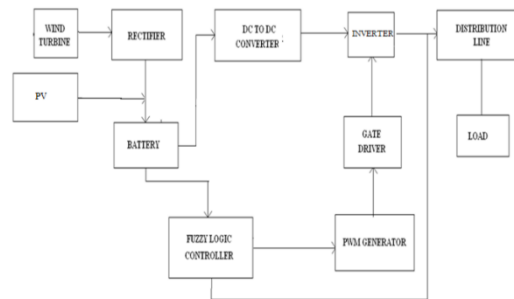 WIND
TURBINE
RECTIFIER
DC TO DC
CONVERTER :
INVERTER
DISTRIBUTION
LINE
PV
BATTERY
GATE
DRIVER
LOAD
FUZZY LOGIC
CONTROLLER
PWM GENERATOR